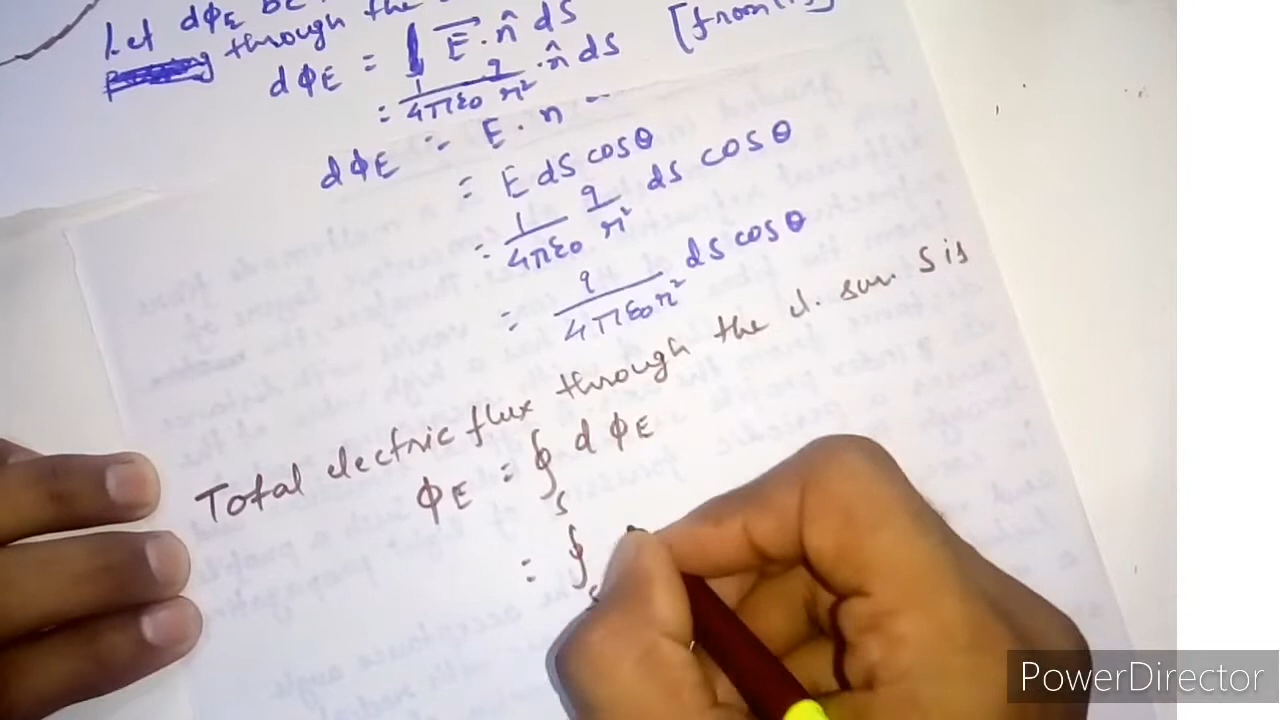 Let dϕE be
through the
dϕE = ∫ E⃗ . n̂ ds
= 1/4πε0 q/r² . n̂ ds [from
dϕE = E . n
= E ds cosθ
= 1/4πε0 q/r² ds cosθ
= q/4πε0r² ds cosθ
Total electric flux through the cl. sur. S is
ϕE = ∮S dϕE
= ∮S
PowerDirector